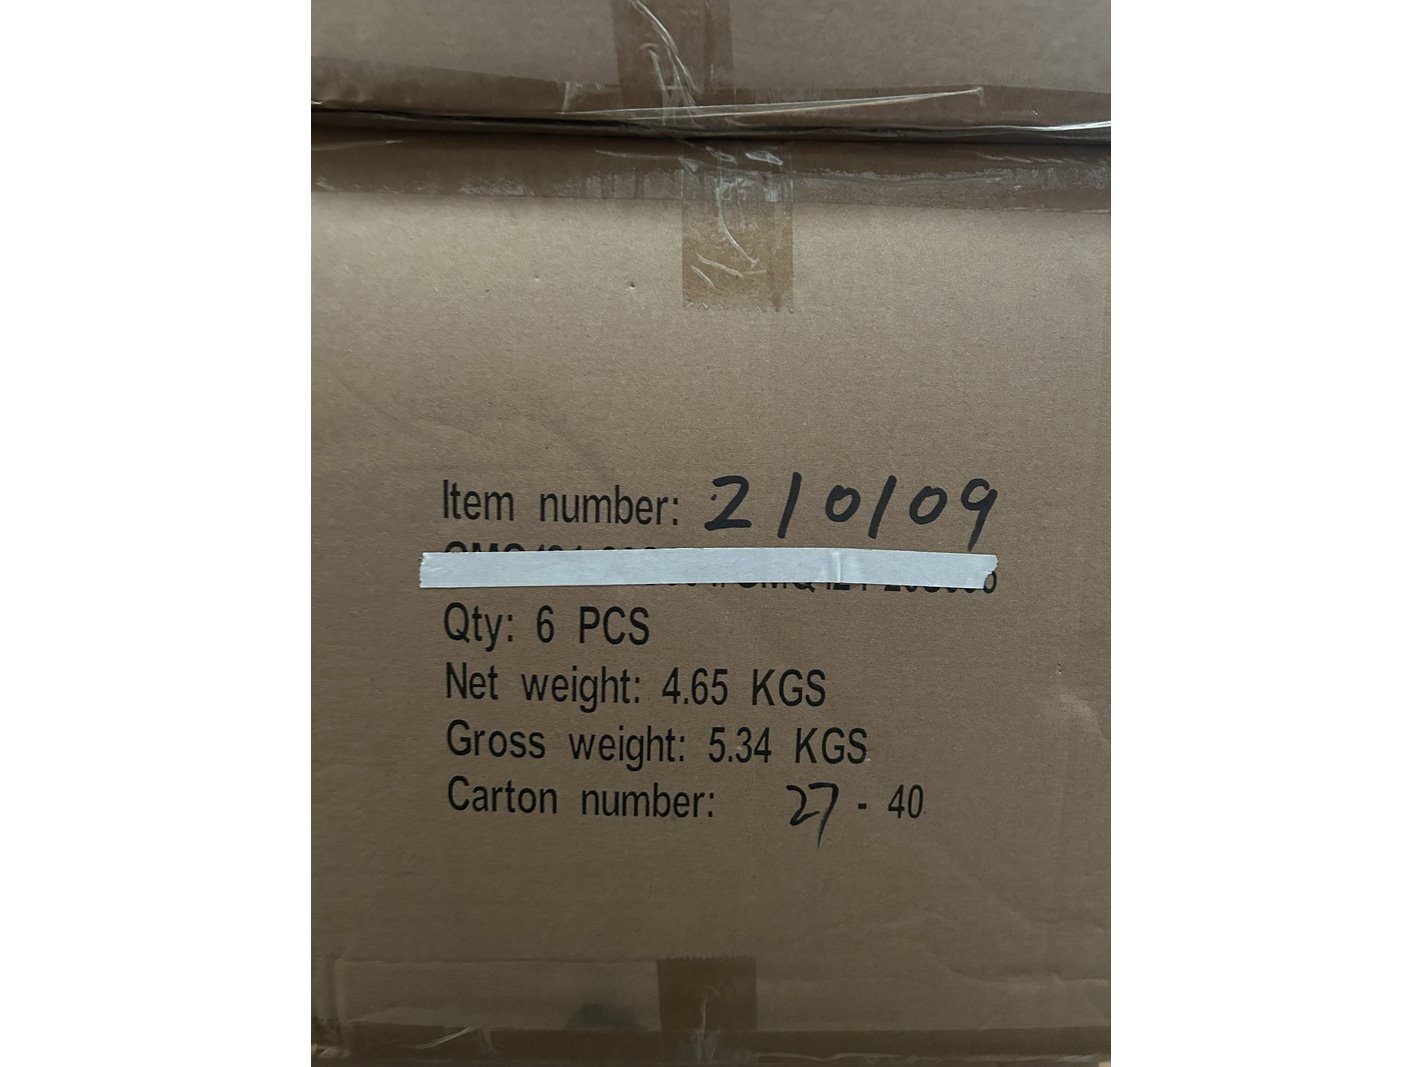 Item number: 210109
Qty: 6 PCS
Net weight: 4.65 KGS
Gross weight: 5.34 KGS
Carton number: 27 - 40